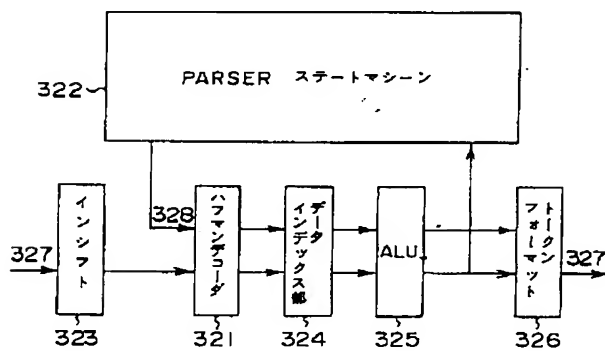 PARSER ステートマシーン
322
328
327
インシフト
ハフマンデコーダ
データ
インデックス部
ALU
トークン
フォーマット
327
323
321
324
325
326